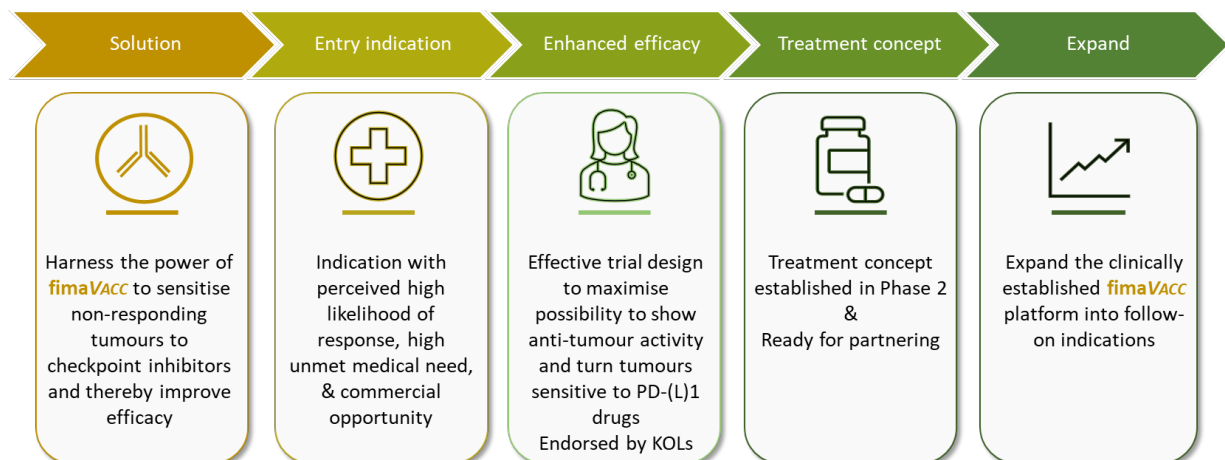 Solution
Entry indication
Enhanced efficacy
Treatment concept
Expand
Harness the power of
fimaVACC to sensitise
non-responding
tumours to
checkpoint inhibitors
and thereby improve
efficacy
Indication with
perceived high
likelihood of
response, high
unmet medical need,
& commercial
opportunity
Effective trial design
to maximise
possibility to show
anti-tumour activity
and turn tumours
sensitive to PD-(L)1
drugs
Endorsed by KOLs
Treatment concept
established in Phase 2
&
Ready for partnering
Expand the clinically
established fimaVACC
platform into follow-
on indications